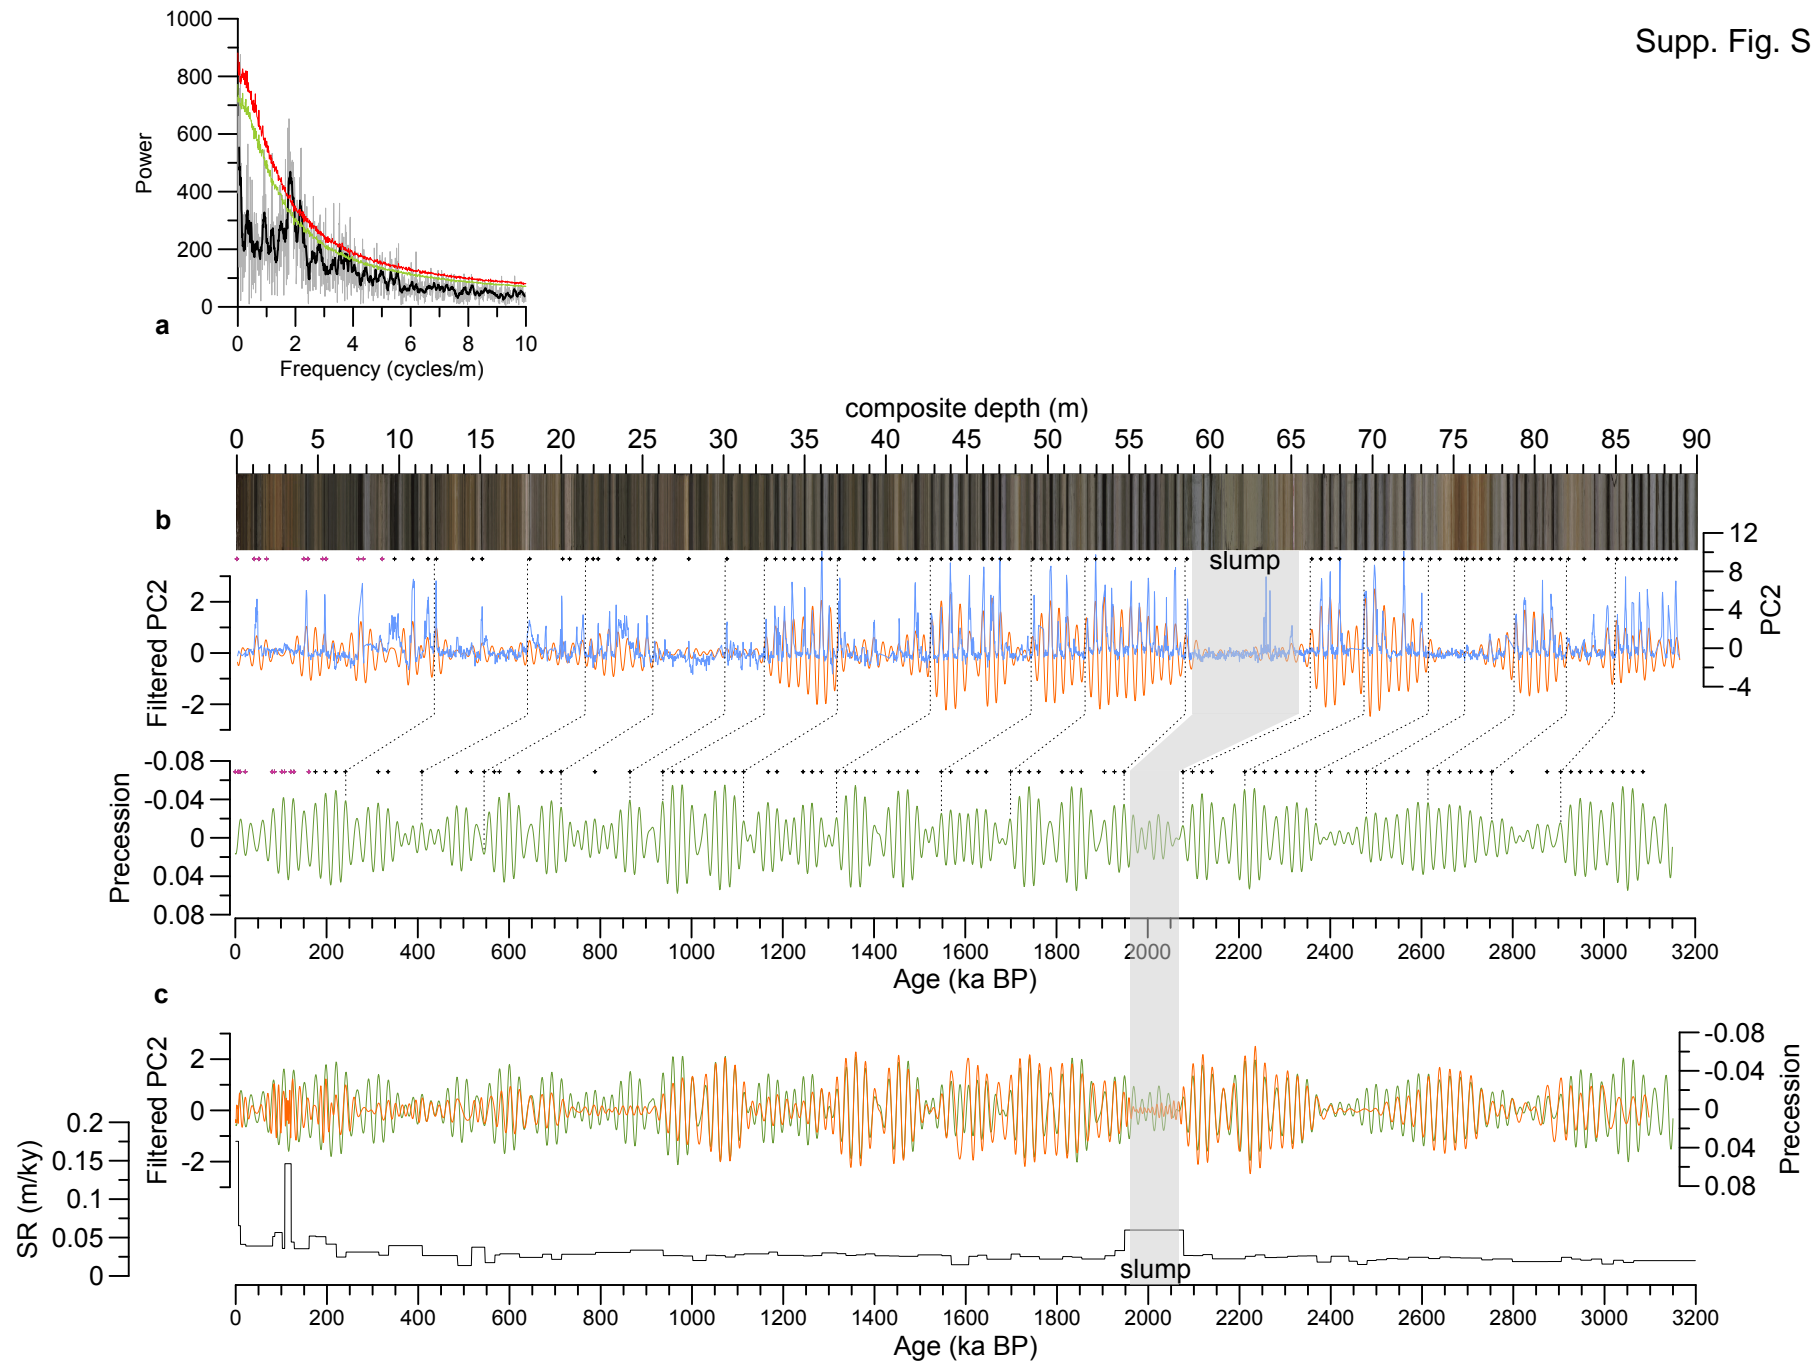 Supp. Fig. S
1000
800
600
400
200
0
Power
a
0 2 4 6 8 10
Frequency (cycles/m)
composite depth (m)
0 5 10 15 20 25 30 35 40 45 50 55 60 65 70 75 80 85 90
b
slump
2
0
-2
Filtered PC2
12
8
4
0
-4
PC2
-0.08
-0.04
0
0.04
0.08
Precession
0 200 400 600 800 1000 1200 1400 1600 1800 2000 2200 2400 2600 2800 3000 3200
Age (ka BP)
c
2
0
-2
Filtered PC2
-0.08
-0.04
0
0.04
0.08
Precession
0.2
0.15
0.1
0.05
0
SR (m/ky)
slump
0 200 400 600 800 1000 1200 1400 1600 1800 2000 2200 2400 2600 2800 3000 3200
Age (ka BP)